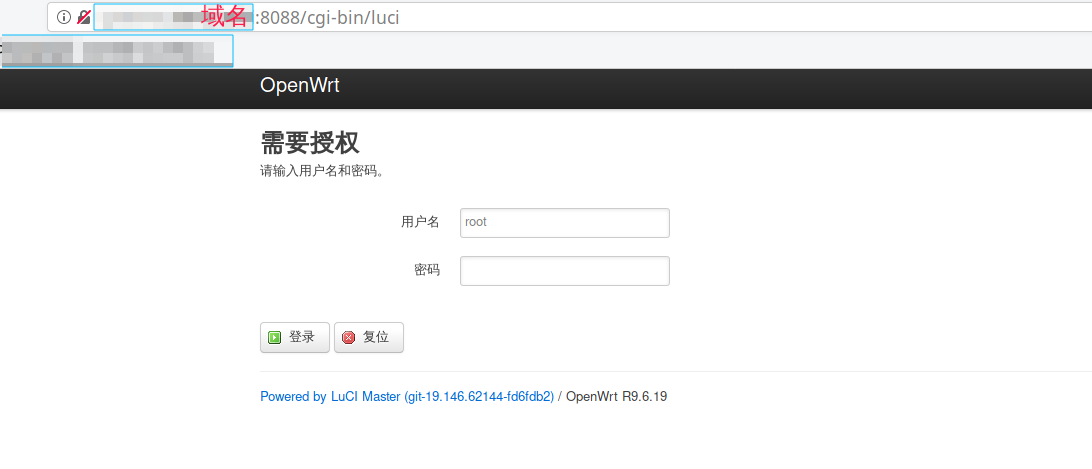 域名 :8088/cgi-bin/luci
OpenWrt
需要授权
请输入用户名和密码。
用户名 root
密码
登录 复位
Powered by LuCI Master (git-19.146.62144-fd6fdb2) / OpenWrt R9.6.19